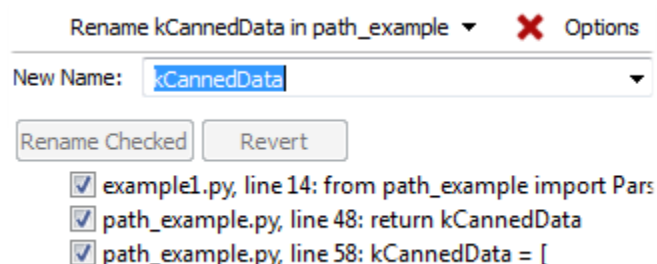 Rename kCannedData in path_example Options
New Name: kCannedData
Rename Checked Revert
example1.py, line 14: from path_example import Pars
path_example.py, line 48: return kCannedData
path_example.py, line 58: kCannedData = [